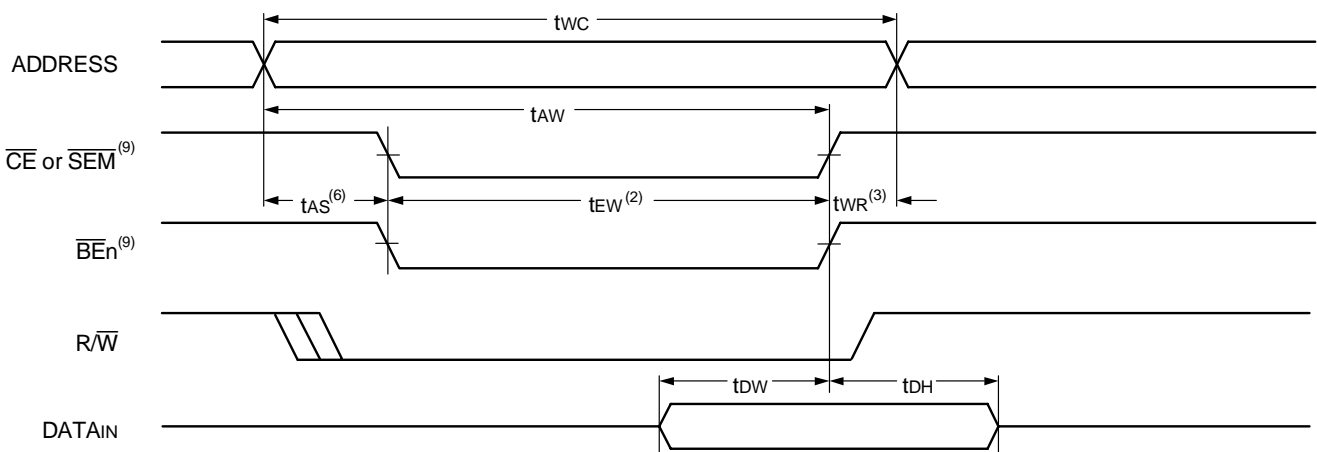 tWC
ADDRESS
tAW
CE or SEM(9)
tAS(6) tEW(2) tWR(3)
BEn(9)
R/W
tDW tDH
DATAIN